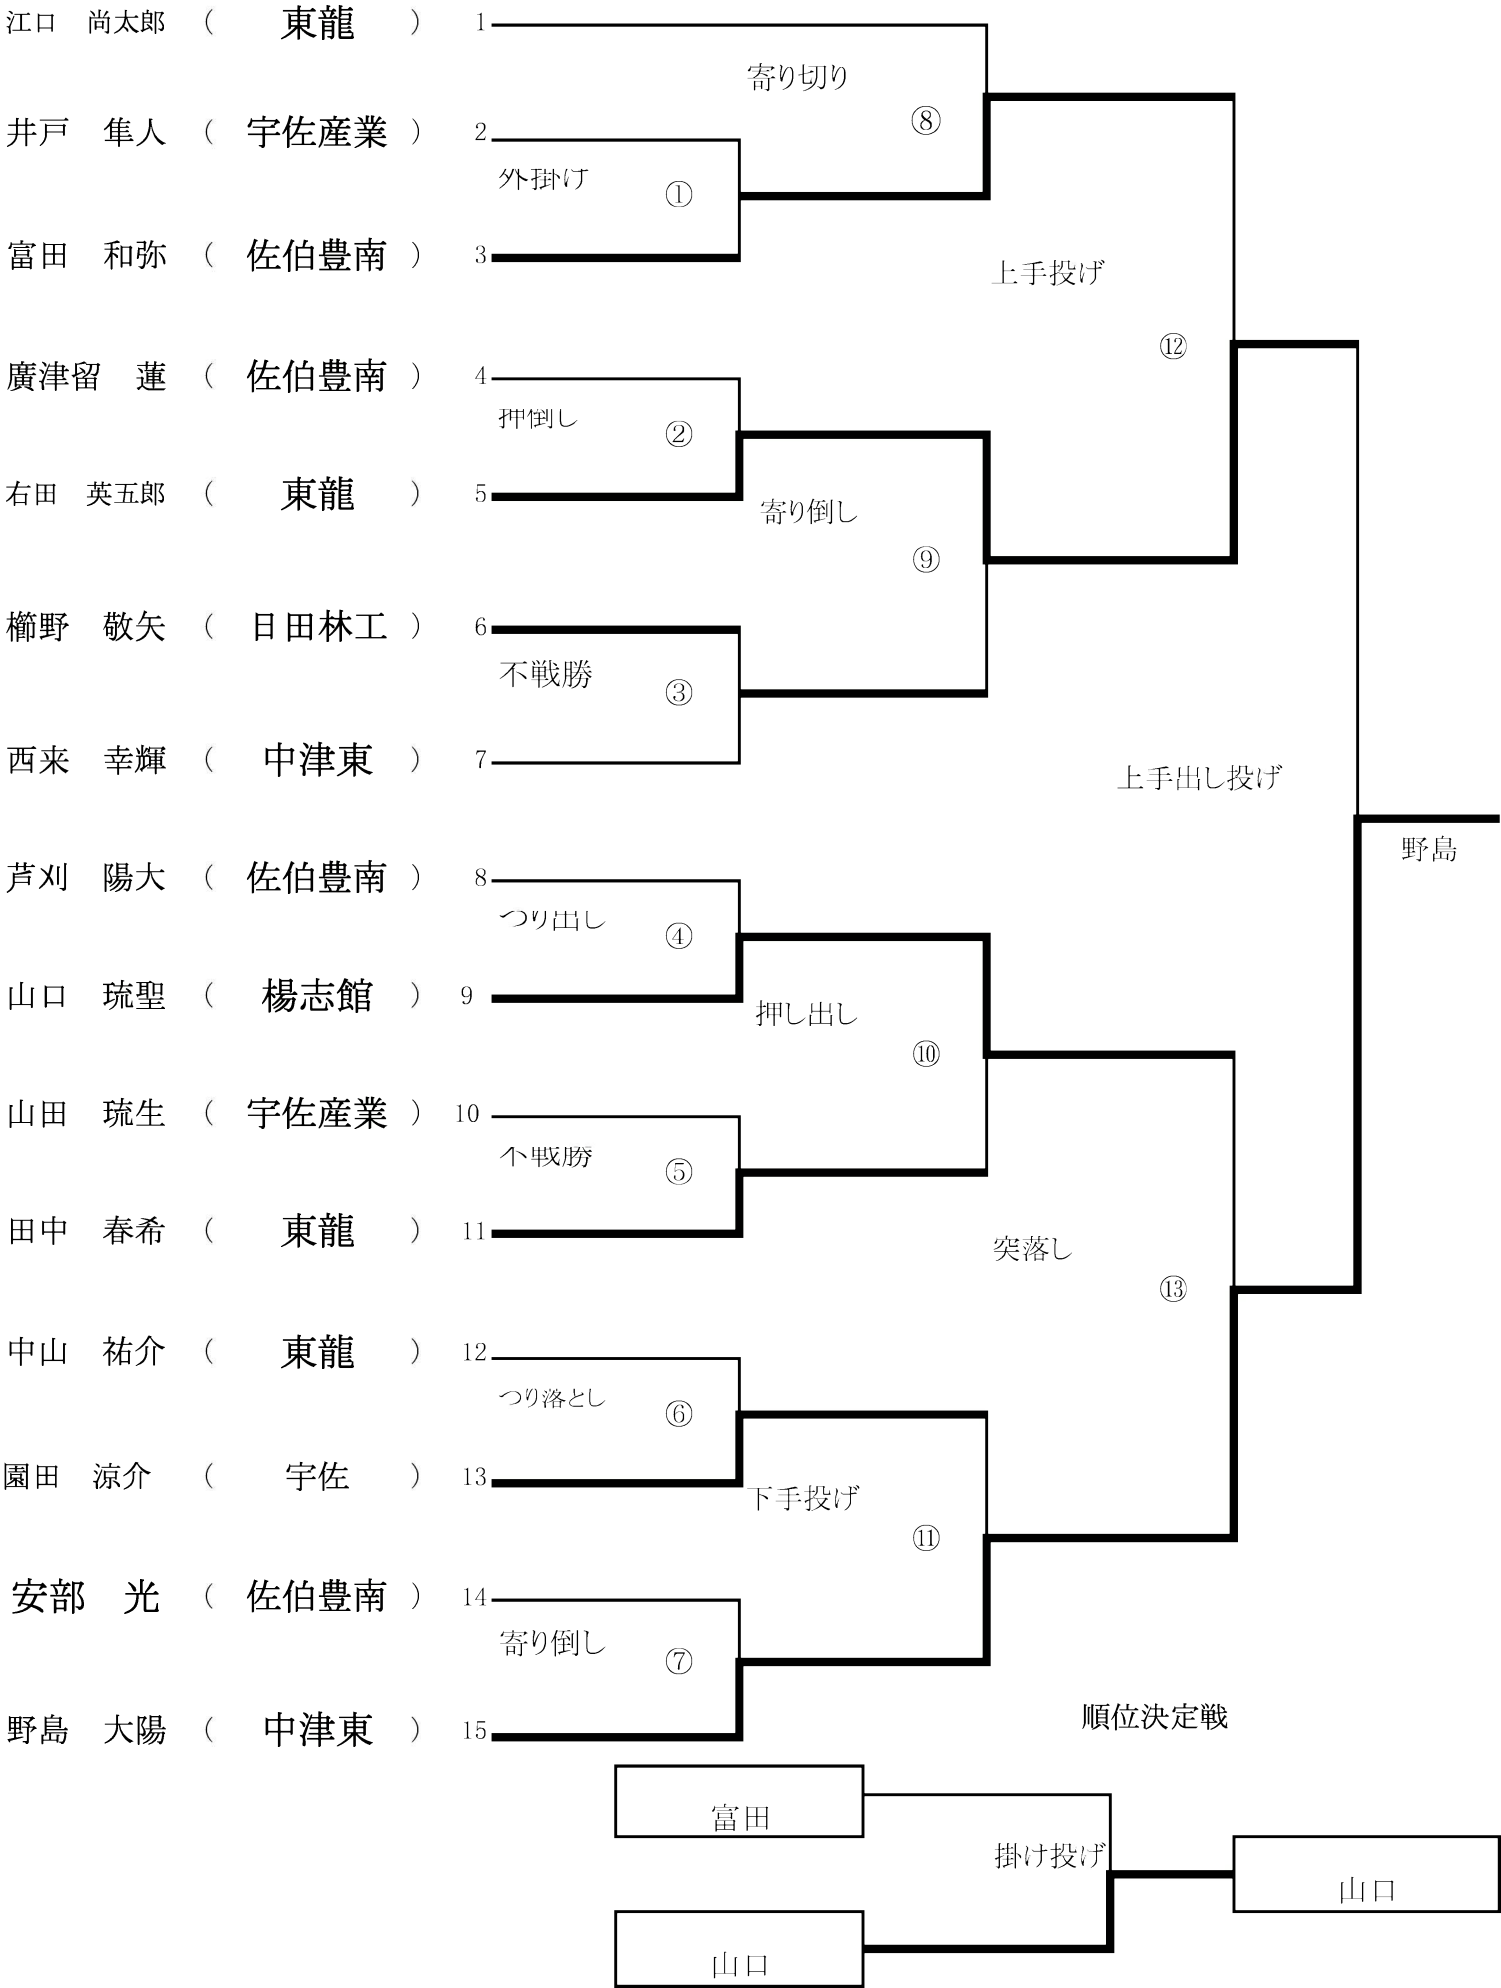 江口　尚太郎　（　東龍　）　1
寄り切り
⑧
井戸　隼人　（　宇佐産業　）　2
外掛け　①
富田　和弥　（　佐伯豊南　）　3
上手投げ
⑫
廣津留　蓮　（　佐伯豊南　）　4
押倒し　②
右田　英五郎　（　東龍　）　5
寄り倒し
⑨
櫛野　敬矢　（　日田林工　）　6
不戦勝　③
西来　幸輝　（　中津東　）　7
上手出し投げ
野島
芦刈　陽大　（　佐伯豊南　）　8
つり出し　④
山口　琉聖　（　楊志館　）　9
押し出し
⑩
山田　琉生　（　宇佐産業　）　10
不戦勝　⑤
田中　春希　（　東龍　）　11
突落し
⑬
中山　祐介　（　東龍　）　12
つり落とし　⑥
園田　涼介　（　宇佐　）　13
下手投げ
⑪
安部　光　（　佐伯豊南　）　14
寄り倒し　⑦
野島　大陽　（　中津東　）　15
順位決定戦
富田
掛け投げ
山口
山口